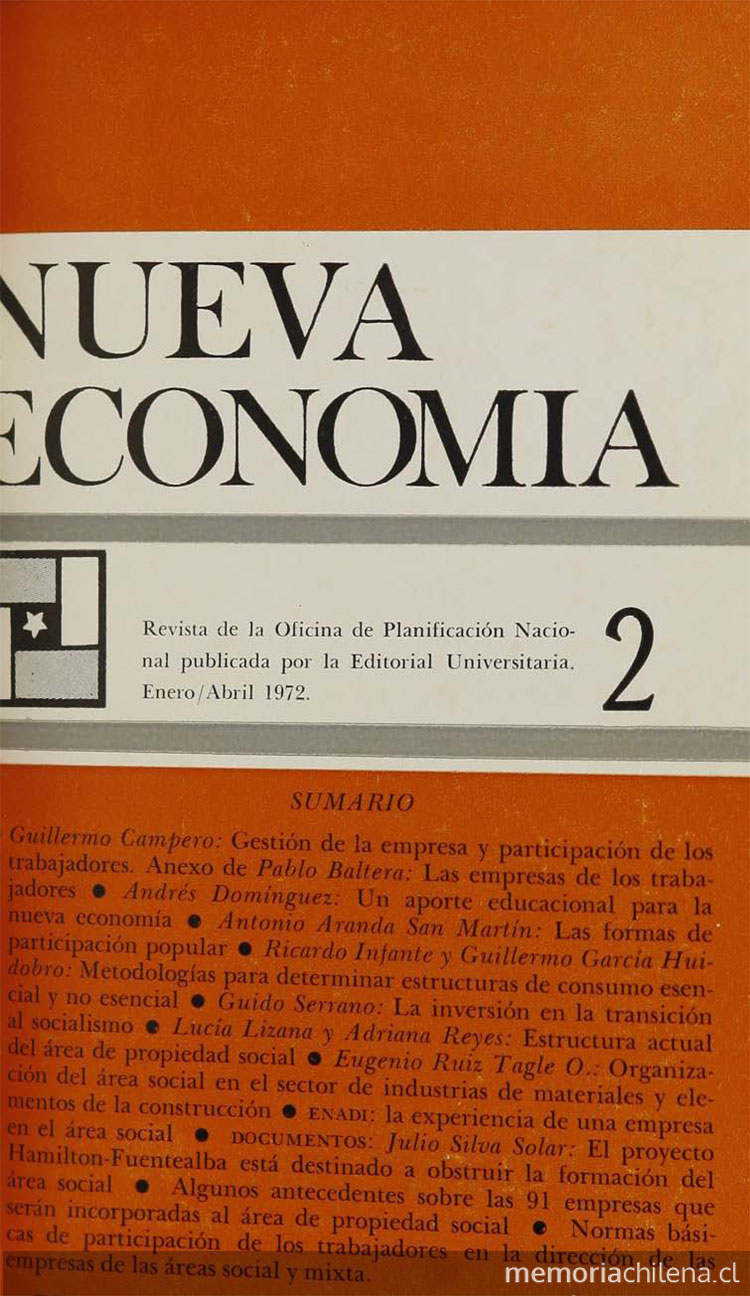 NUEVA
ECONOMIA
Revista de la Oficina de Planificación Nacio-
nal publicada por la Editorial Universitaria.
Enero/Abril 1972.
2
SUMARIO
Guillermo Campero: Gestión de la empresa y participación de los
trabajadores. Anexo de Pablo Baltera: Las empresas de los traba-
jadores ● Andrés Domínguez: Un aporte educacional para la
nueva economía ● Antonio Aranda San Martín: Las formas de
participación popular ● Ricardo Infante y Guillermo García Hui-
dobro: Metodologías para determinar estructuras de consumo esen-
cial y no esencial ● Guido Serrano: La inversión en la transición
al socialismo ● Lucía Lizana y Adriana Reyes: Estructura actual
del área de propiedad social ● Eugenio Ruiz Tagle O.: Organiza-
ción del área social en el sector de industrias de materiales y ele-
mentos de la construcción ● ENADI: la experiencia de una empresa
en el área social ● DOCUMENTOS: Julio Silva Solar: El proyecto
Hamilton-Fuentealba está destinado a obstruir la formación del
área social ● Algunos antecedentes sobre las 91 empresas que
serán incorporadas al área de propiedad social ● Normas bási-
cas de participación de los trabajadores en la dirección de las
empresas de las áreas social y mixta.
memoriachilena.cl